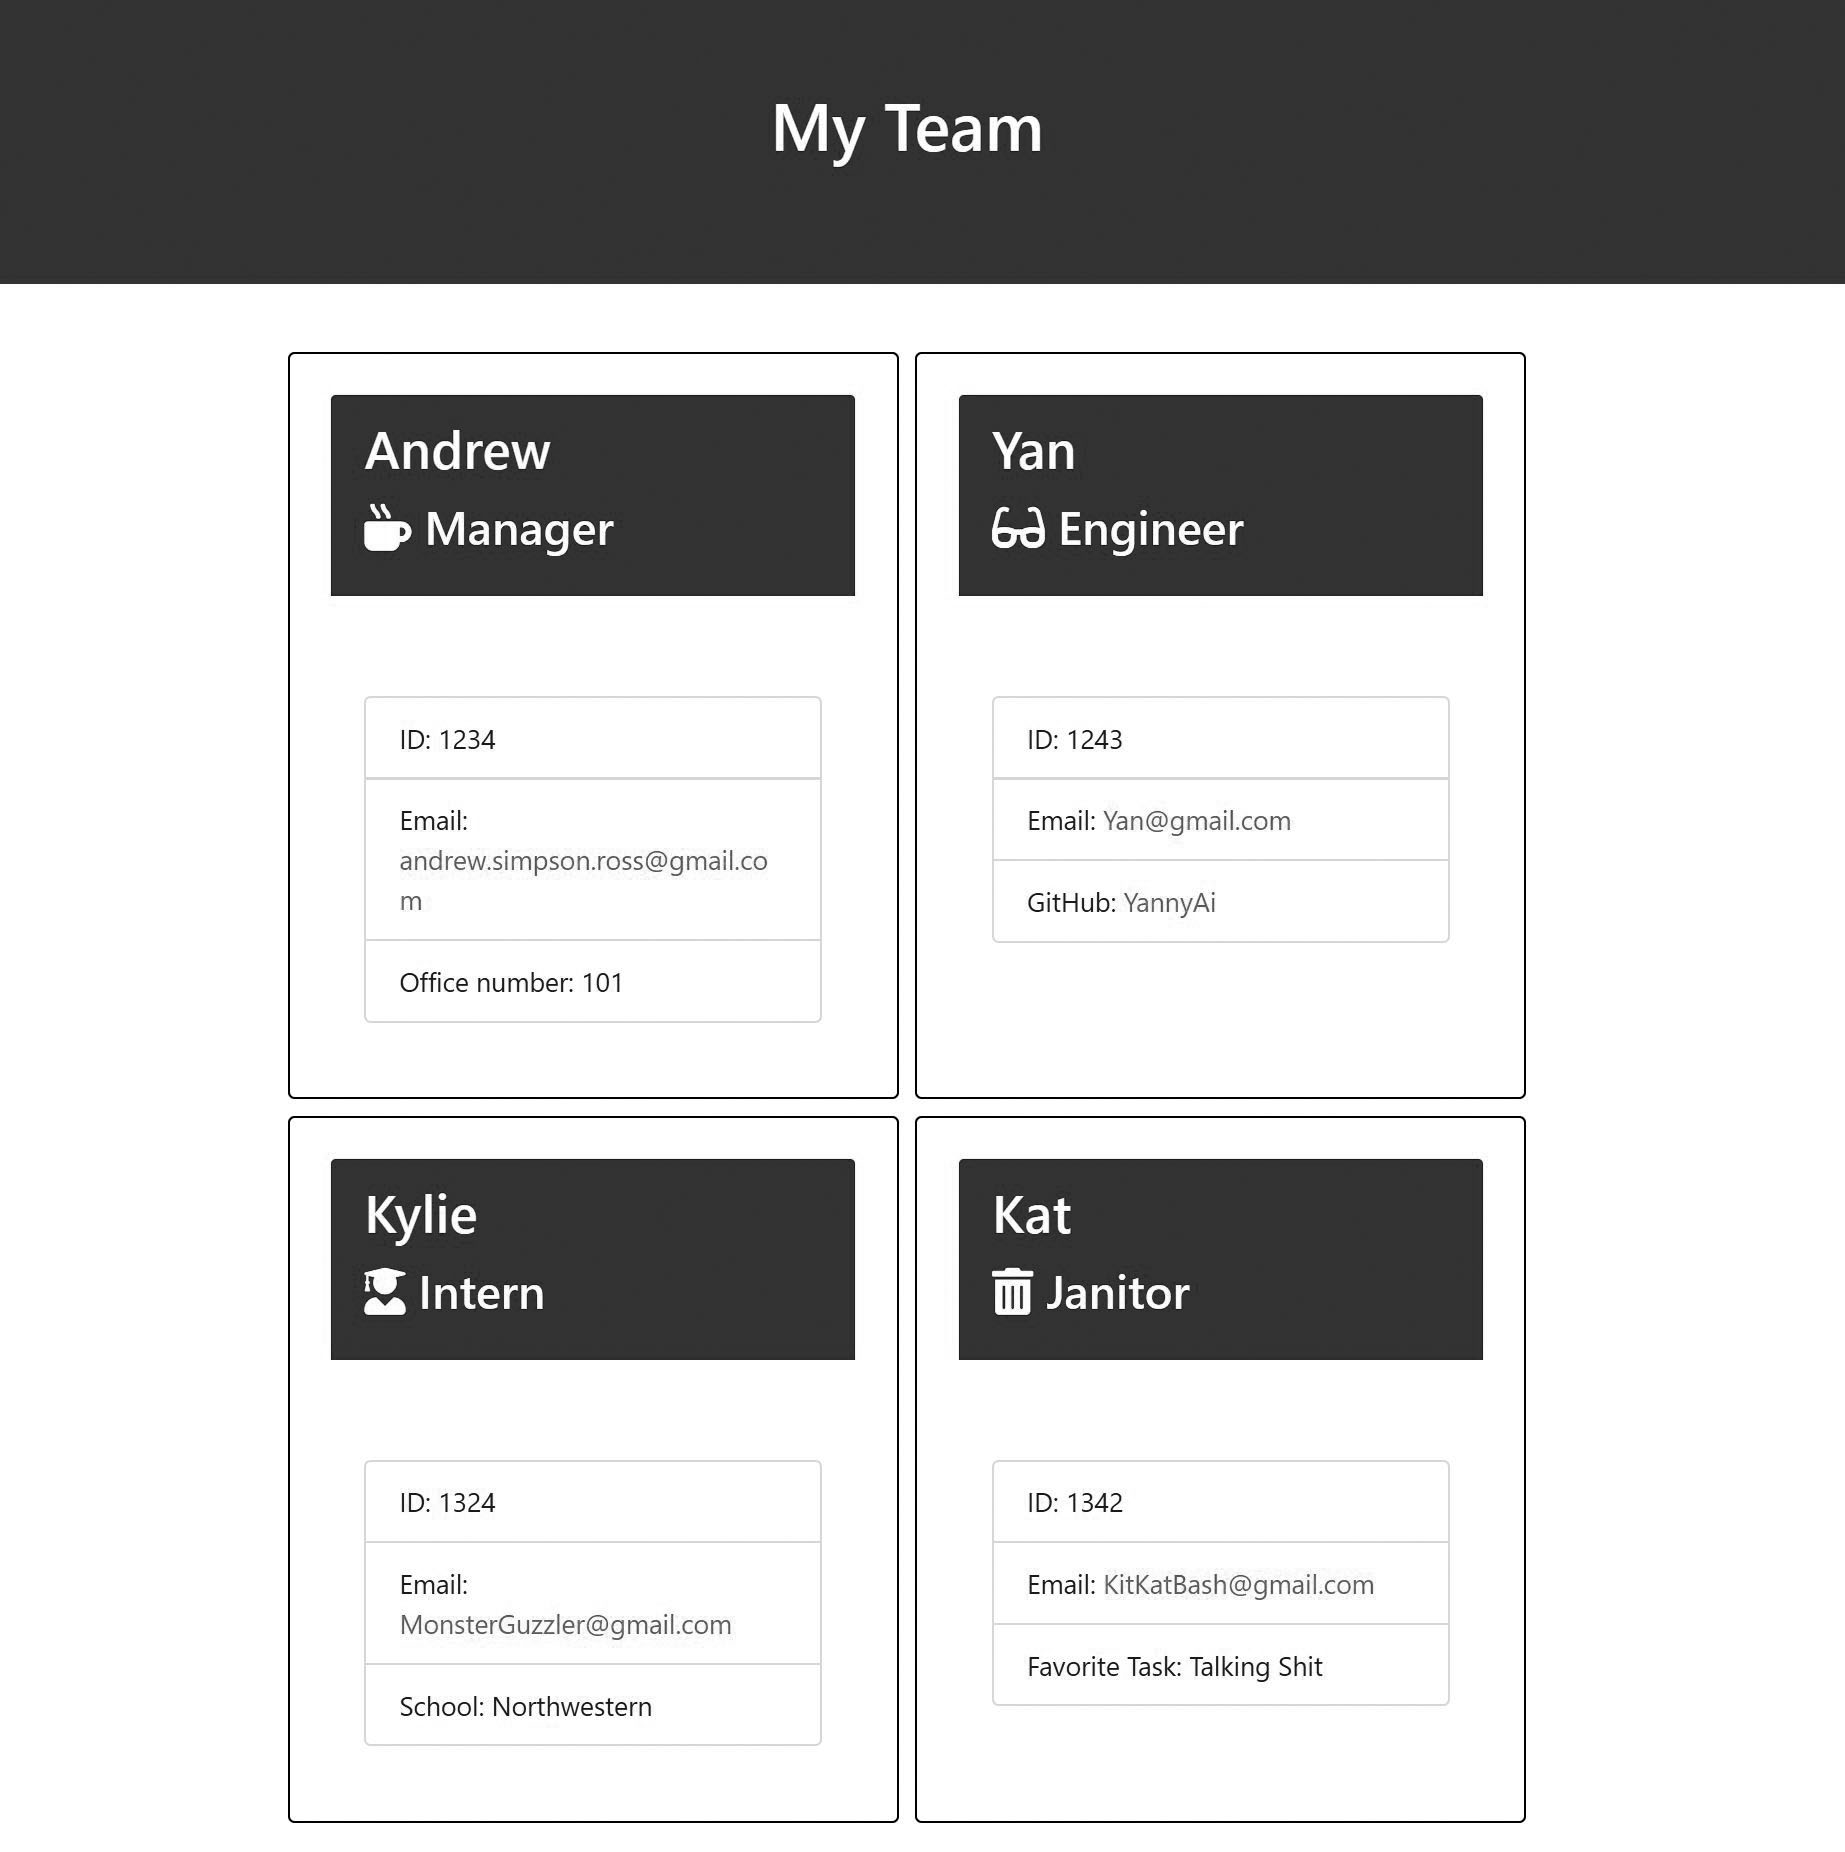 My Team
Andrew
Manager
ID: 1234
Email:
andrew.simpson.ross@gmail.co
m
Office number: 101
Yan
Engineer
ID: 1243
Email: Yan@gmail.com
GitHub: YannyAi
Kylie
Intern
ID: 1324
Email:
MonsterGuzzler@gmail.com
School: Northwestern
Kat
Janitor
ID: 1342
Email: KitKatBash@gmail.com
Favorite Task: Talking Shit